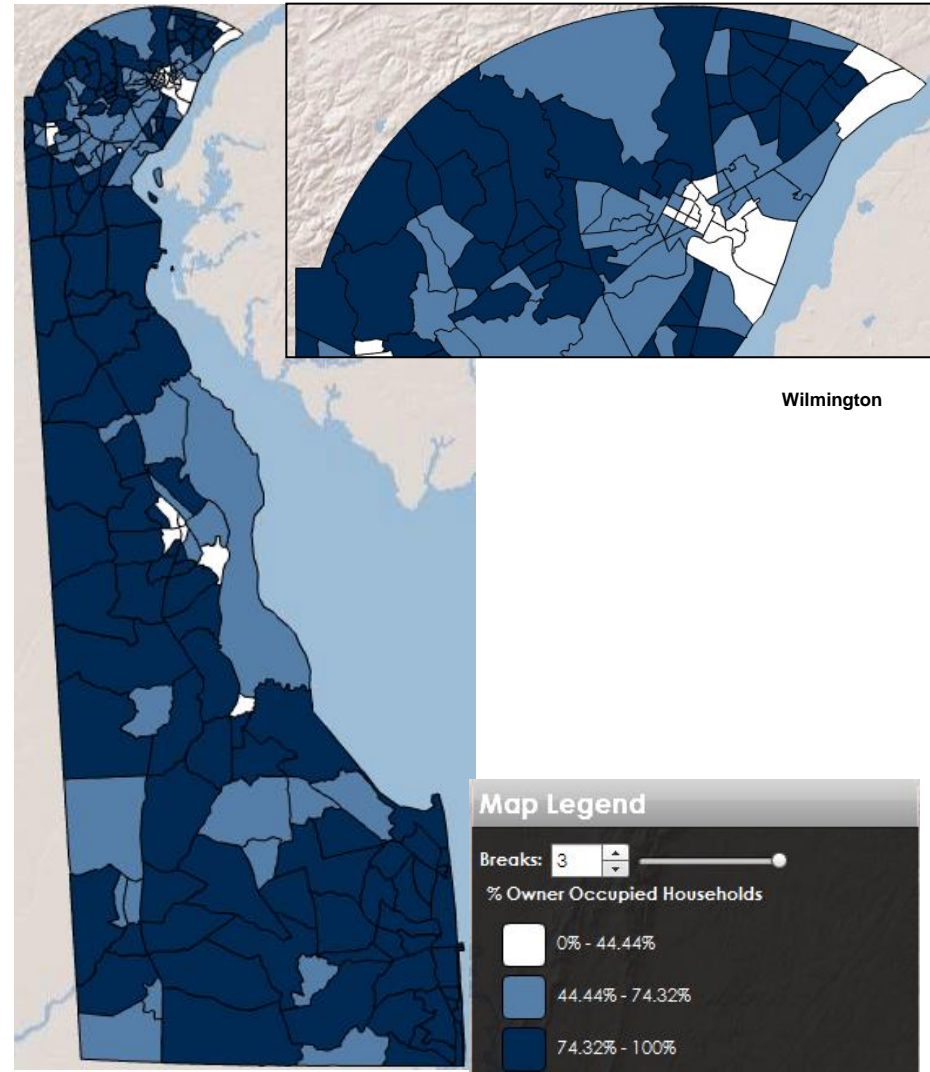 Wilmington
Map Legend
Breaks: 3
% Owner Occupied Households
0% - 44.44%
44.44% - 74.32%
74.32% - 100%